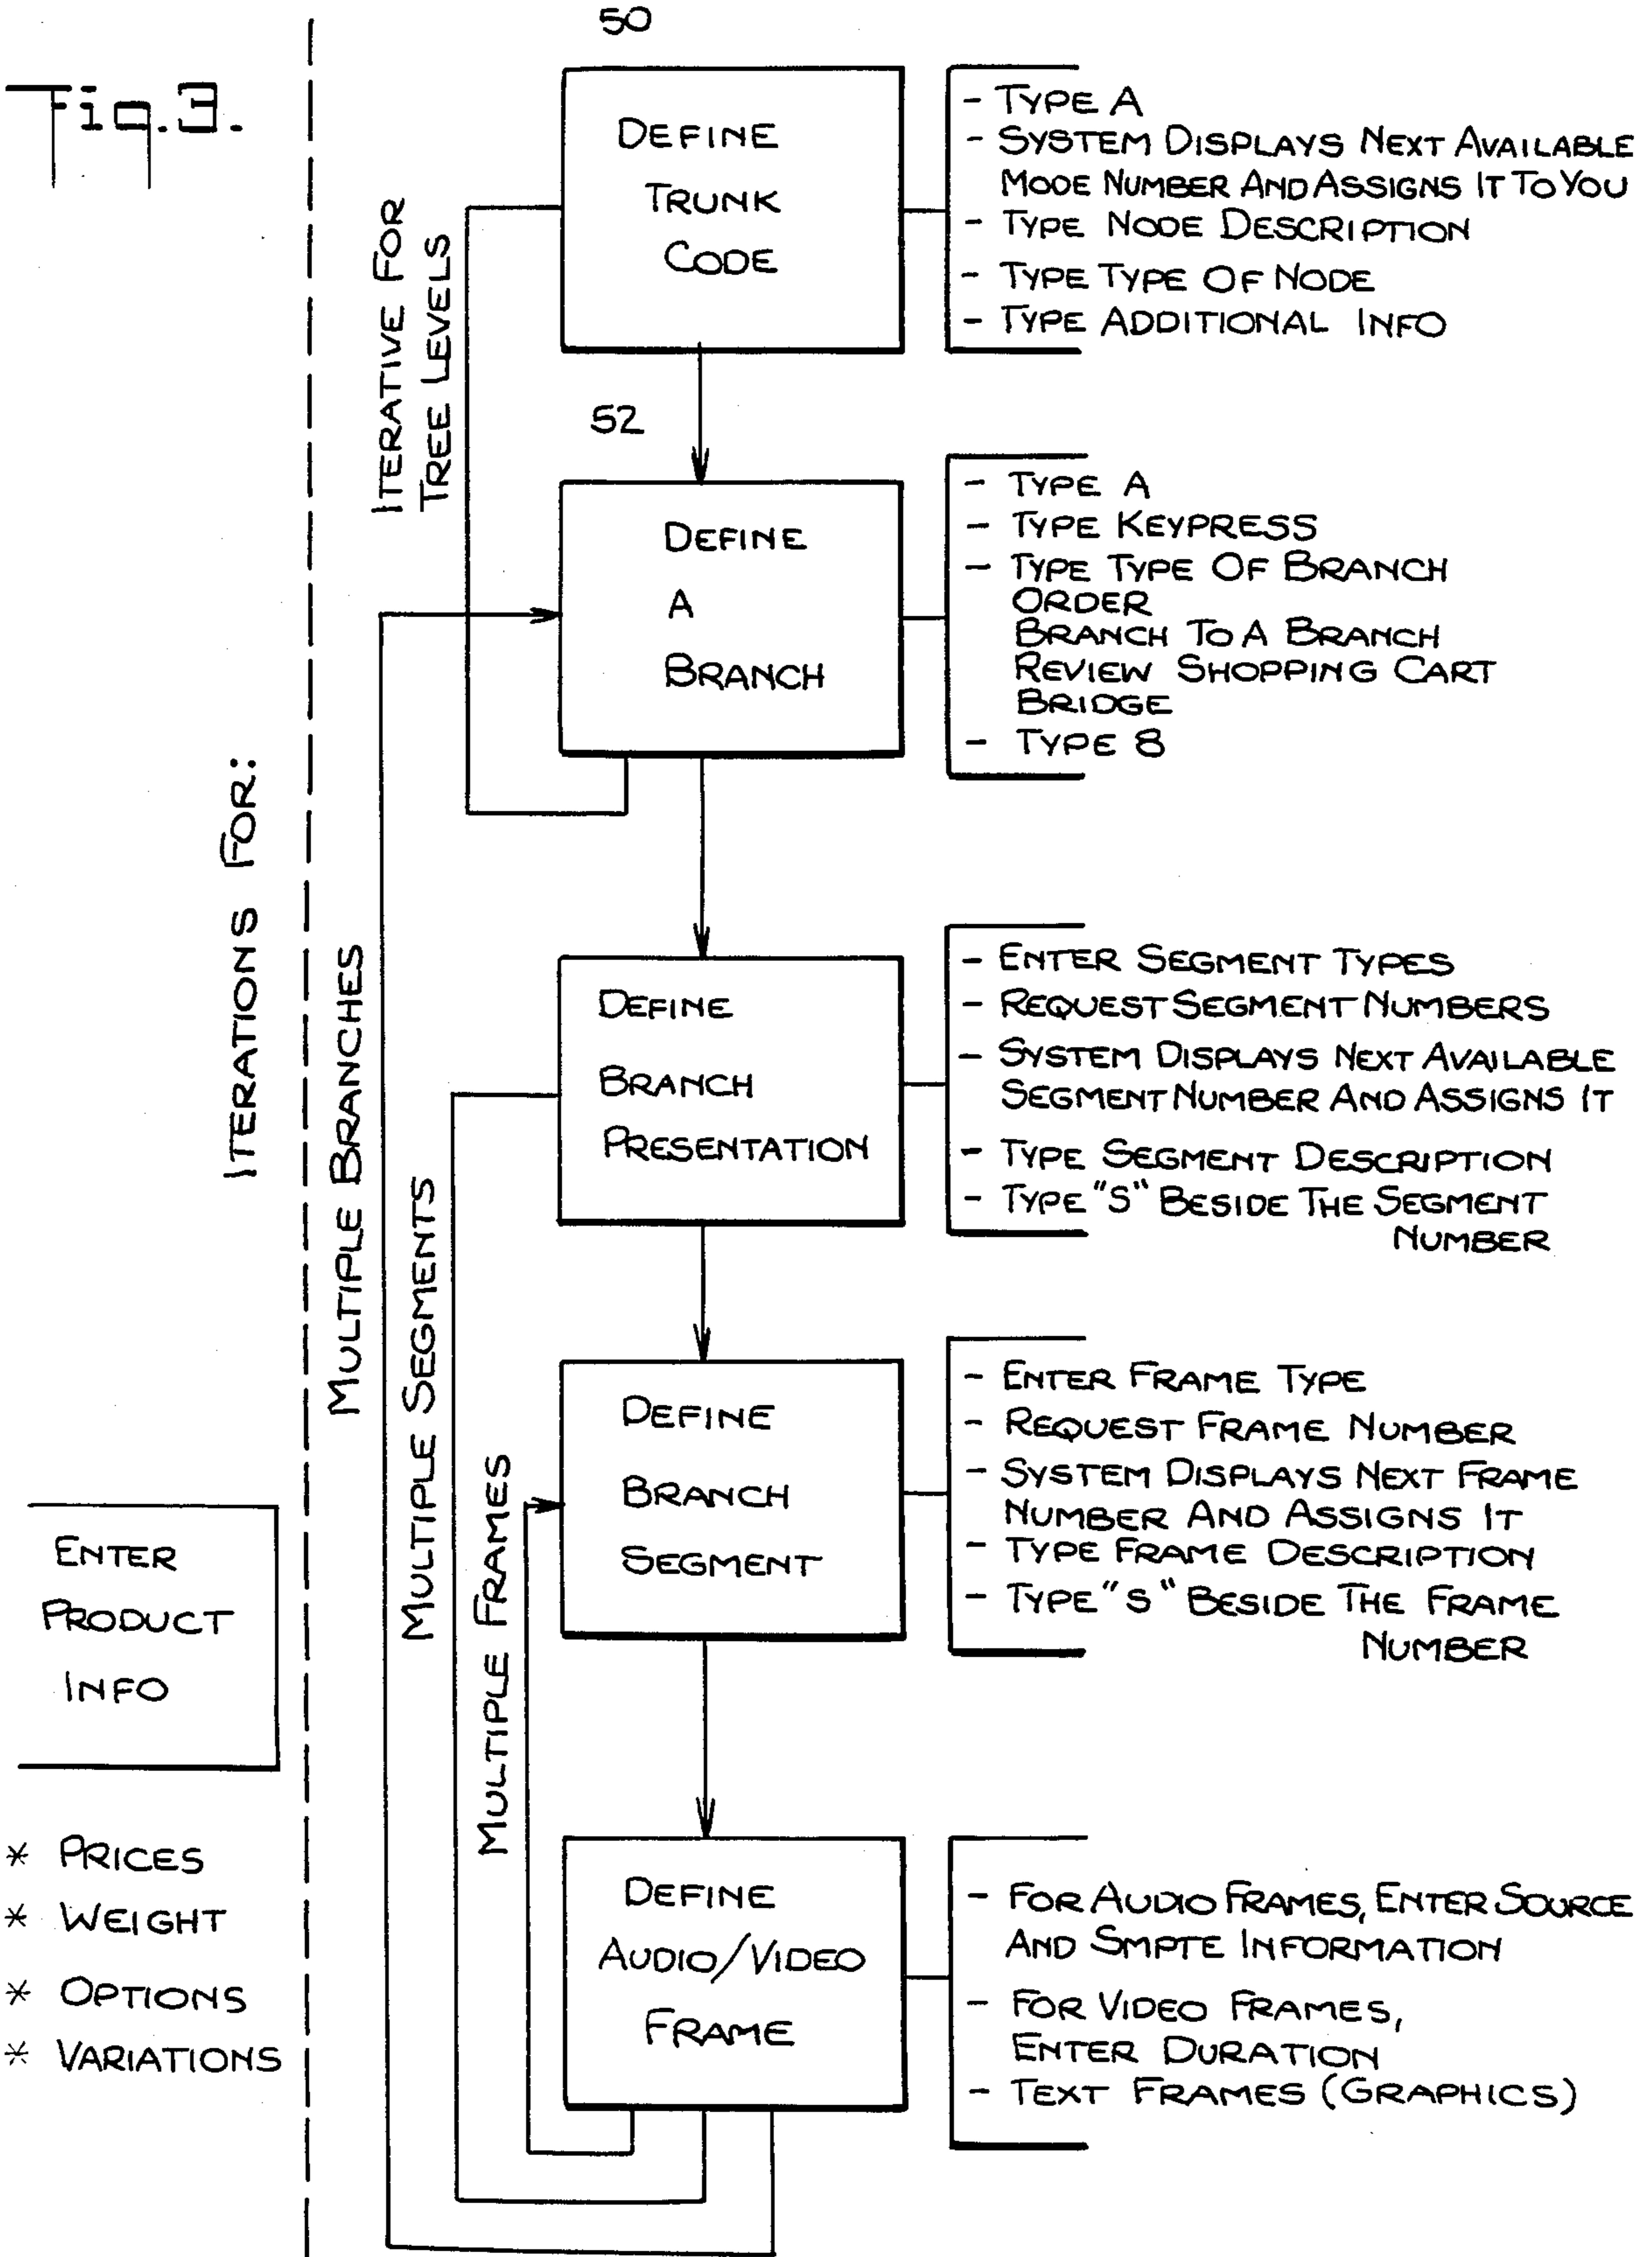 Fig.3.
50
DEFINE
TRUNK
CODE
- TYPE A
- SYSTEM DISPLAYS NEXT AVAILABLE
MODE NUMBER AND ASSIGNS IT TO YOU
- TYPE NODE DESCRIPTION
- TYPE TYPE OF NODE
- TYPE ADDITIONAL INFO
ITERATIVE FOR
TREE LEVELS
52
DEFINE
A
BRANCH
- TYPE A
- TYPE KEYPRESS
- TYPE TYPE OF BRANCH
ORDER
BRANCH TO A BRANCH
REVIEW SHOPPING CART
BRIDGE
- TYPE 8
ITERATIONS FOR:
MULTIPLE BRANCHES
MULTIPLE SEGMENTS
MULTIPLE FRAMES
DEFINE
BRANCH
PRESENTATION
- ENTER SEGMENT TYPES
- REQUEST SEGMENT NUMBERS
- SYSTEM DISPLAYS NEXT AVAILABLE
SEGMENT NUMBER AND ASSIGNS IT
- TYPE SEGMENT DESCRIPTION
- TYPE "S" BESIDE THE SEGMENT
NUMBER
DEFINE
BRANCH
SEGMENT
- ENTER FRAME TYPE
- REQUEST FRAME NUMBER
- SYSTEM DISPLAYS NEXT FRAME
NUMBER AND ASSIGNS IT
- TYPE FRAME DESCRIPTION
- TYPE "S" BESIDE THE FRAME
NUMBER
ENTER
PRODUCT
INFO
* PRICES
* WEIGHT
* OPTIONS
* VARIATIONS
DEFINE
AUDIO/VIDEO
FRAME
- FOR AUDIO FRAMES, ENTER SOURCE
AND SMPTE INFORMATION
- FOR VIDEO FRAMES,
ENTER DURATION
- TEXT FRAMES (GRAPHICS)